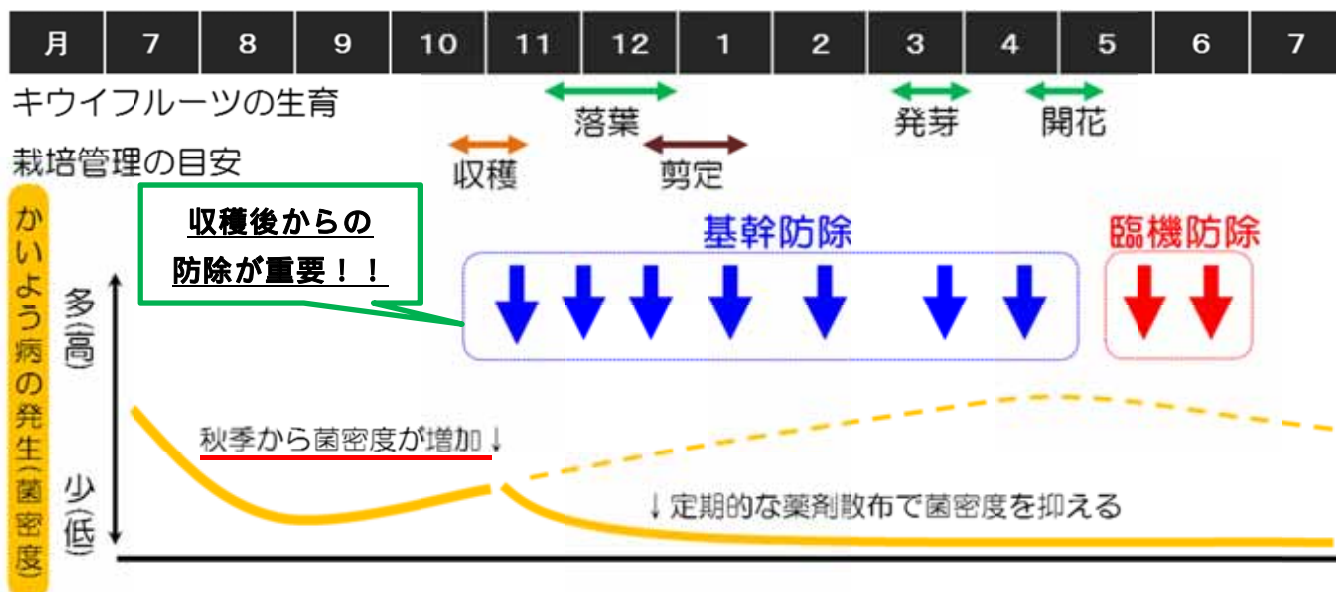 月 7 8 9 10 11 12 1 2 3 4 5 6 7
キウイフルーツの生育
落葉
発芽
開花
栽培管理の目安
収穫
剪定
かいよう病の発生(菌密度)
多(高)
少(低)
収穫後からの
防除が重要!!
基幹防除
臨機防除
秋季から菌密度が増加↓
↓定期的な薬剤散布で菌密度を抑える